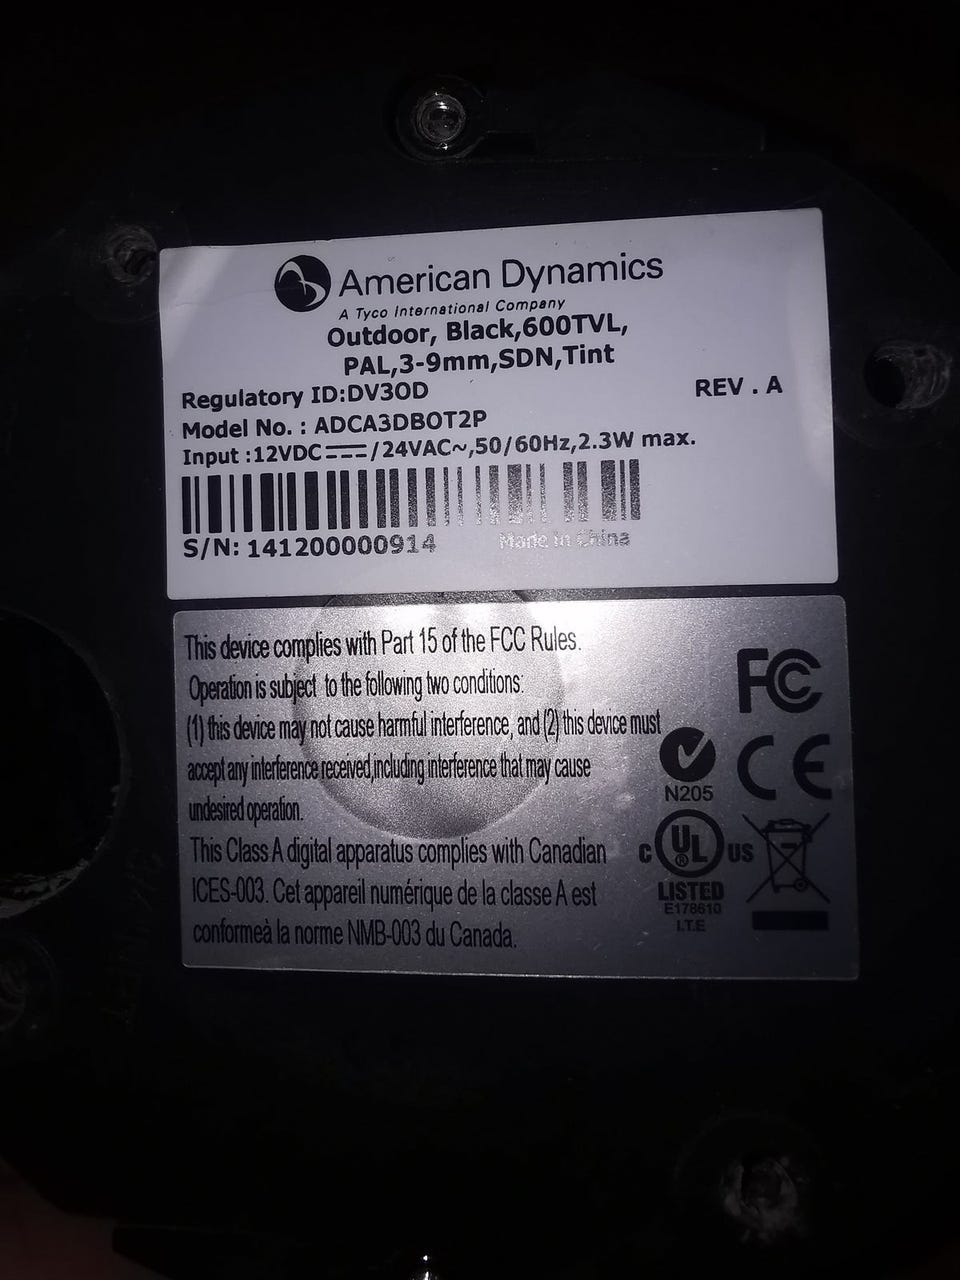 American Dynamics
A Tyco International Company
Outdoor, Black,600TVL,
PAL,3-9mm,SDN,Tint
Regulatory ID:DV3OD
REV . A
Model No. : ADCA3DBOT2P
Input :12VDC⎓/24VAC~,50/60Hz,2.3W max.
S/N: 141200000914
Made in China
This device complies with Part 15 of the FCC Rules.
Operation is subject to the following two conditions:
(1) this device may not cause harmful interference, and (2) this device must
accept any interference received,including interference that may cause
undesired operation.
This Class A digital apparatus complies with Canadian
ICES-003. Cet appareil numérique de la classe A est
conformeà la norme NMB-003 du Canada.
FC
N205
CE
C UL® US
LISTED
E178610
I.T.E